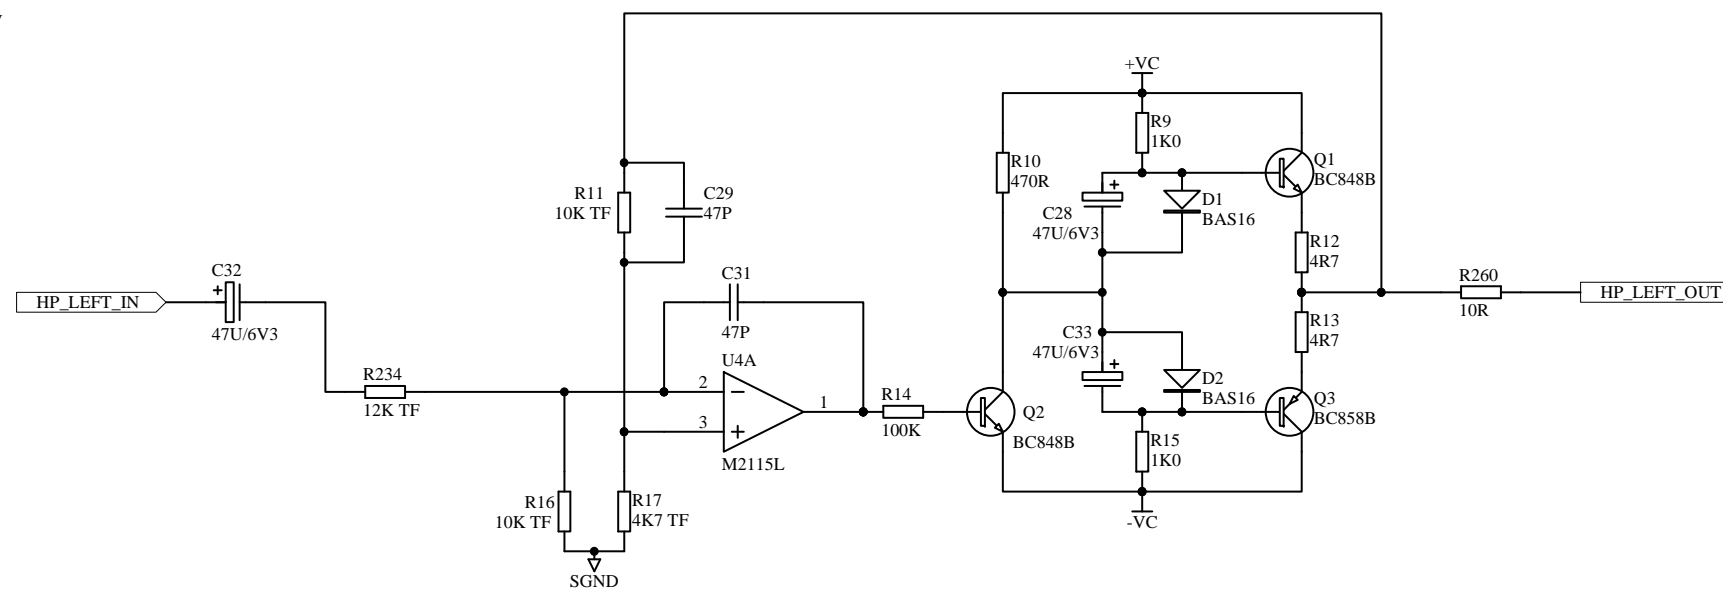 +VC
R9
1K0
R10
470R
Q1
BC848B
R11
10K TF
C29
47P
+
C28
47U/6V3
D1
BAS16
R12
4R7
C32
+
47U/6V3
HP_LEFT_IN
C31
47P
R260
10R
HP_LEFT_OUT
C33
47U/6V3
+
R13
4R7
U4A
R234
12K TF
2
−
3
+
1
M2115L
R14
100K
Q2
BC848B
D2
BAS16
Q3
BC858B
R15
1K0
R16
10K TF
R17
4K7 TF
-VC
SGND